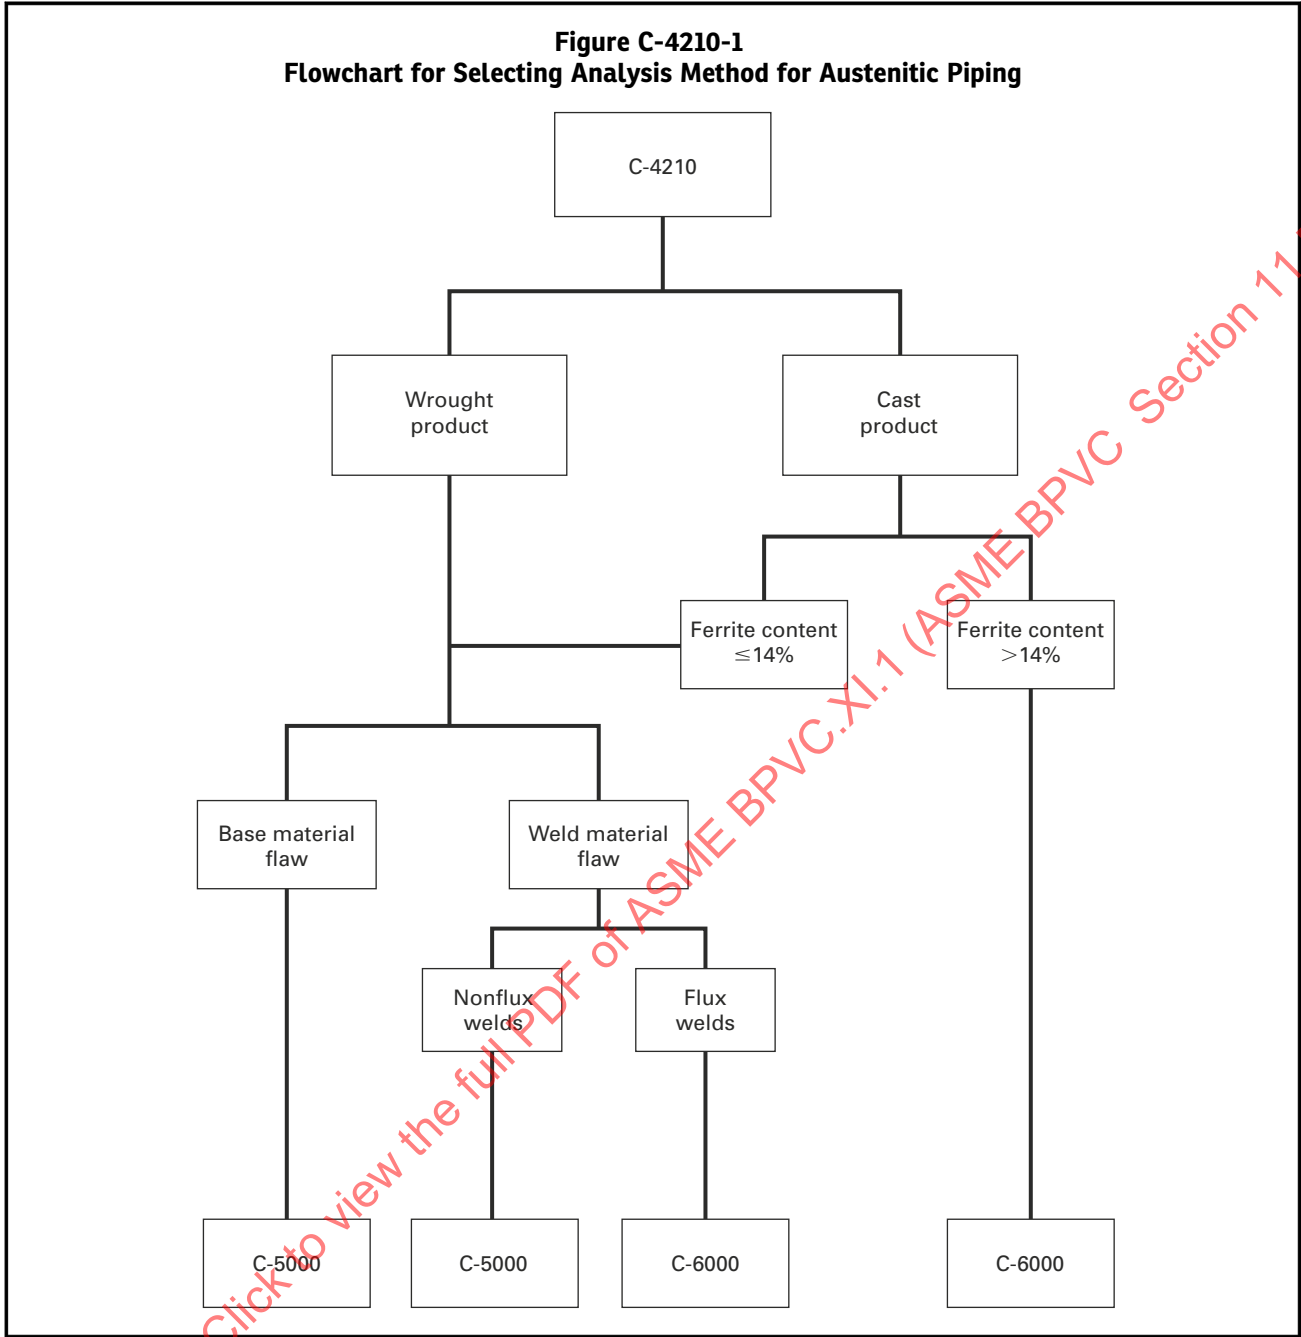 Figure C-4210-1
Flowchart for Selecting Analysis Method for Austenitic Piping
C-4210
Wrought
product
Cast
product
Ferrite content
≤14%
Ferrite content
>14%
Base material
flaw
Weld material
flaw
Nonflux
welds
Flux
welds
C-5000
C-5000
C-6000
C-6000
Click to view the full PDF of ASME BPVC.XI.1 (ASME BPVC Section 11